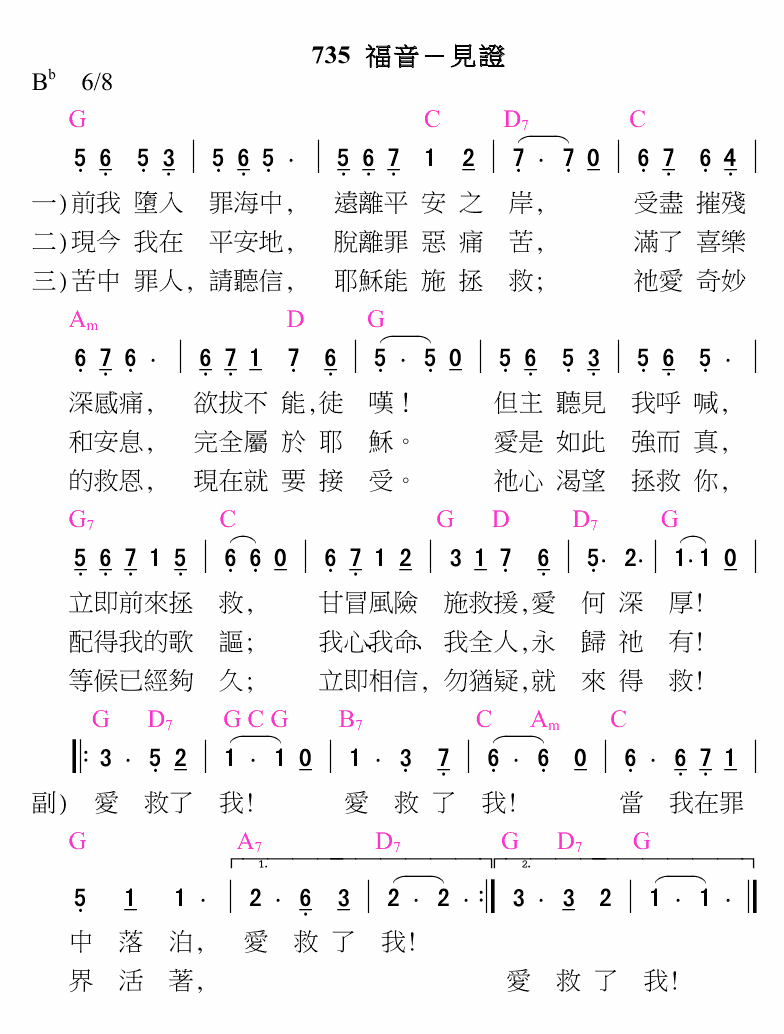 735 福音－見證
B♭ 6/8
G C D7 C
5 6 5 3 | 5 6 5 · | 5 6 7 1 2 | 7 · 7 0 | 6 7 6 4 |
一)前我 墮入 罪海中, 遠離平 安 之 岸, 受盡 摧殘
二)現今 我在 平安地, 脫離罪 惡 痛 苦, 滿了 喜樂
三)苦中 罪人, 請聽信, 耶穌能 施 拯 救; 祂愛 奇妙
Am D G
6 7 6 · | 6 7 1 7 6 | 5 · 5 0 | 5 6 5 3 | 5 6 5 · |
深感痛, 欲拔不 能,徒 嘆! 但主 聽見 我呼 喊,
和安息, 完全屬 於 耶 穌。 愛是 如此 強而 真,
的救恩, 現在就 要 接 受。 祂心 渴望 拯救 你,
G7 C G D D7 G
5 6 7 1 5 | 6 6 0 | 6 7 1 2 | 3 1 7 6 | 5· 2· | 1·1 0 |
立即前來拯 救, 甘冒風險 施救援,愛 何 深 厚!
配得我的歌 謳; 我心、我命、 我全人,永 歸 祂 有!
等候已經夠 久; 立即相信, 勿猶疑,就 來 得 救!
G D7 G C G B7 C Am C
‖: 3 · 5 2 | 1 · 1 0 | 1 · 3 7 | 6 · 6 0 | 6 · 6 7 1 |
副) 愛 救了 我! 愛 救 了 我! 當 我在罪
G A7 D7 G D7 G
1. 2.
5 1 1 · | 2 · 6 3 | 2 · 2 · :‖ 3 · 3 2 | 1 · 1 · ‖
中 落 泊, 愛 救 了 我!
界 活 著, 愛 救 了 我!